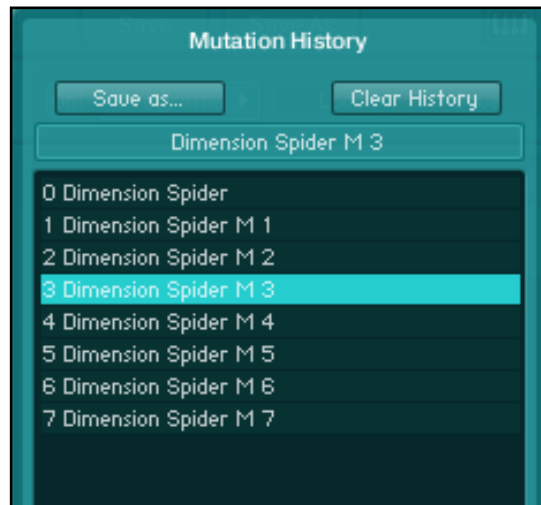 Mutation History
Save as... Clear History
Dimension Spider M 3
0 Dimension Spider
1 Dimension Spider M 1
2 Dimension Spider M 2
3 Dimension Spider M 3
4 Dimension Spider M 4
5 Dimension Spider M 5
6 Dimension Spider M 6
7 Dimension Spider M 7